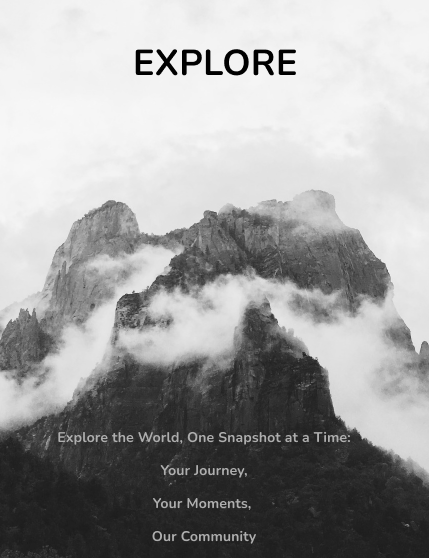 EXPLORE
Explore the World, One Snapshot at a Time:
Your Journey,
Your Moments,
Our Community